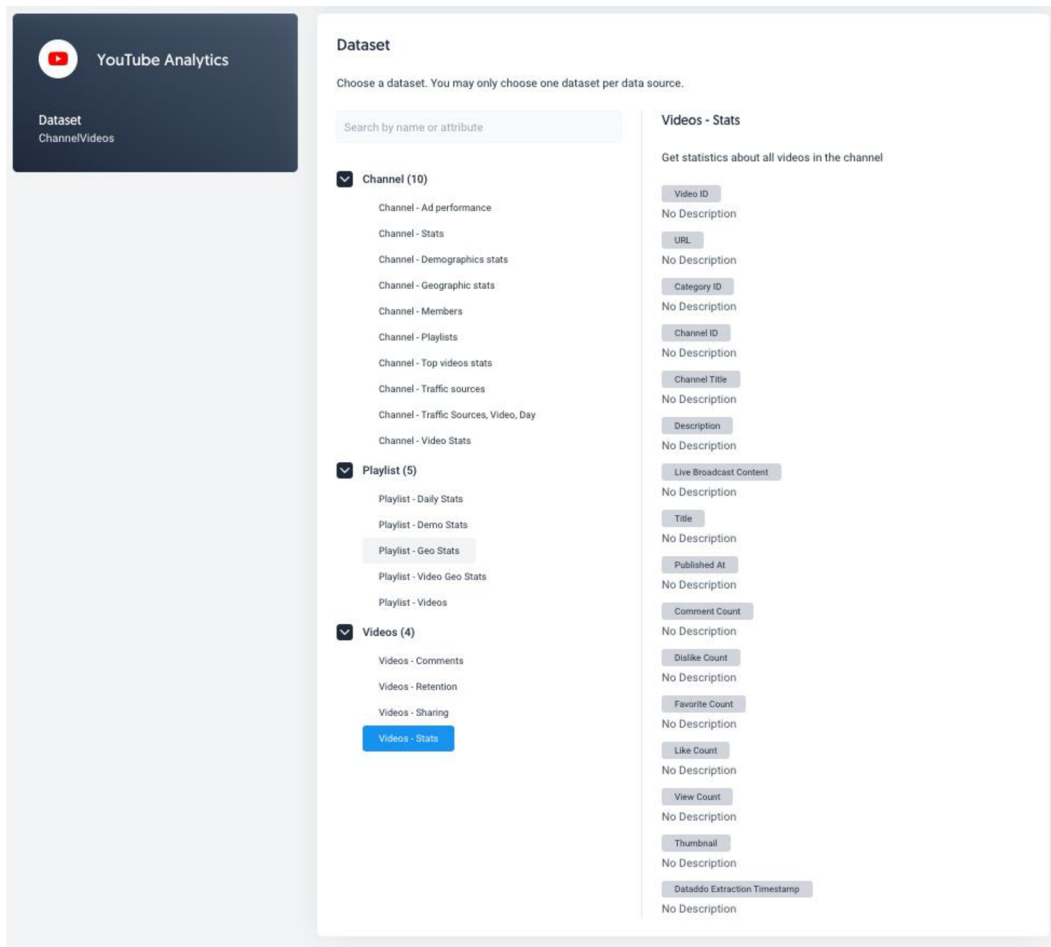 YouTube Analytics
Dataset
ChannelVideos
Dataset
Choose a dataset. You may only choose one dataset per data source.
Search by name or attribute
Channel (10)
Channel - Ad performance
Channel - Stats
Channel - Demographics stats
Channel - Geographic stats
Channel - Members
Channel - Playlists
Channel - Top videos stats
Channel - Traffic sources
Channel - Traffic Sources, Video, Day
Channel - Video Stats
Playlist (5)
Playlist - Daily Stats
Playlist - Demo Stats
Playlist - Geo Stats
Playlist - Video Geo Stats
Playlist - Videos
Videos (4)
Videos - Comments
Videos - Retention
Videos - Sharing
Videos - Stats
Videos - Stats
Get statistics about all videos in the channel
Video ID
No Description
URL
No Description
Category ID
No Description
Channel ID
No Description
Channel Title
No Description
Description
No Description
Live Broadcast Content
No Description
Title
No Description
Published At
No Description
Comment Count
No Description
Dislike Count
No Description
Favorite Count
No Description
Like Count
No Description
View Count
No Description
Thumbnail
No Description
Dataddo Extraction Timestamp
No Description